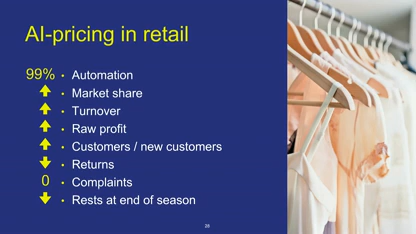 AI-pricing in retail
99% • Automation
• Market share
• Turnover
• Raw profit
• Customers / new customers
• Returns
0 • Complaints
• Rests at end of season
28